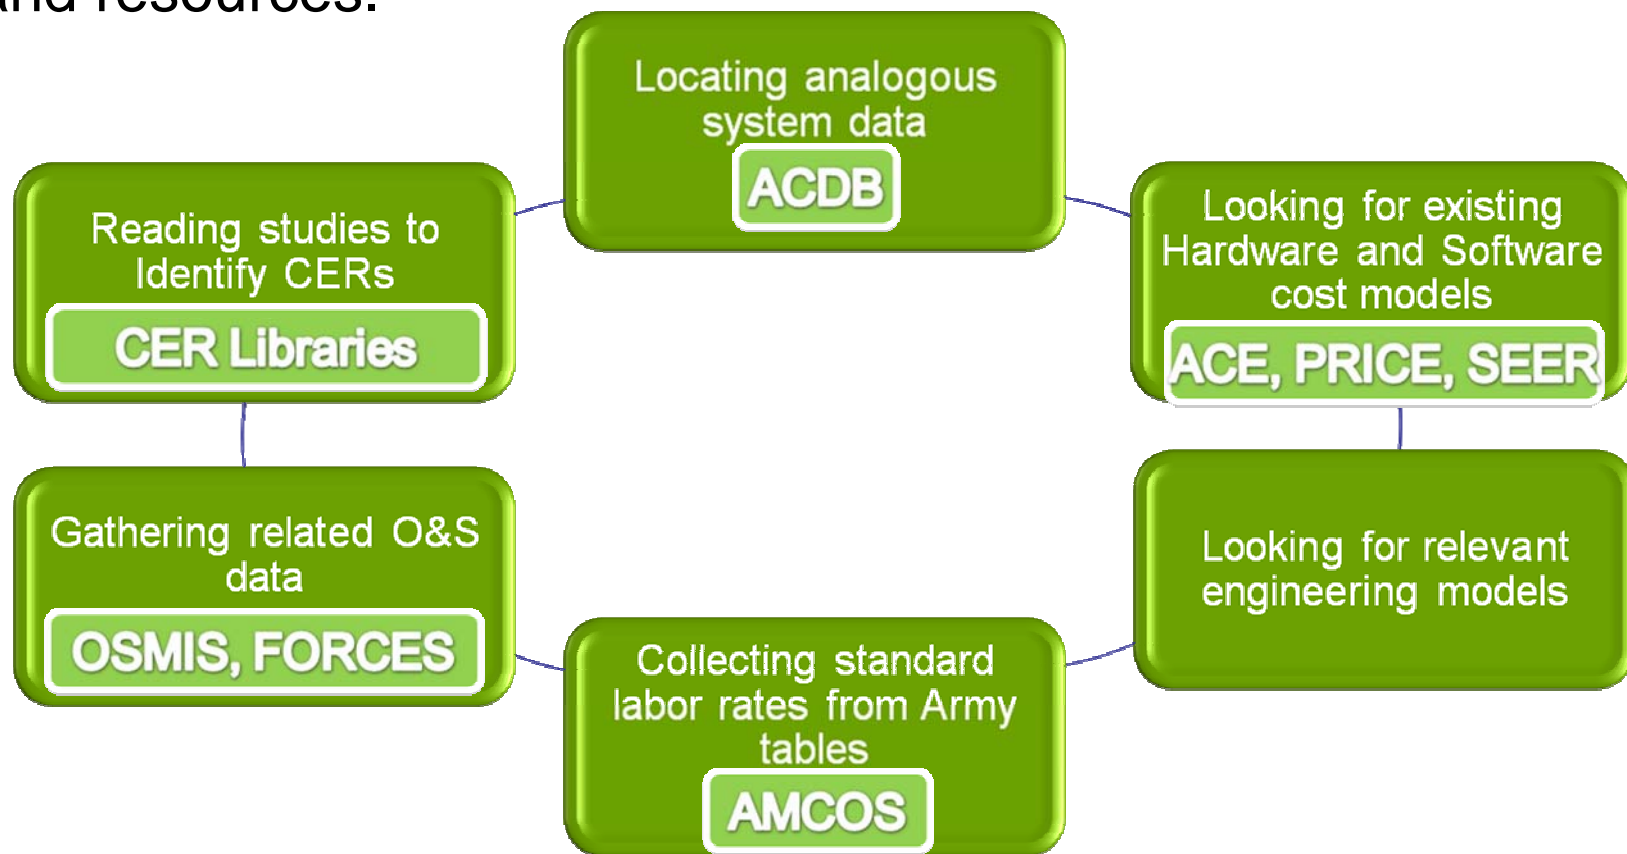 and resources.
Locating analogous
system data
ACDB
Looking for existing
Hardware and Software
cost models
ACE, PRICE, SEER
Looking for relevant
engineering models
Collecting standard
labor rates from Army
tables
AMCOS
Gathering related O&S
data
OSMIS, FORCES
Reading studies to
Identify CERs
CER Libraries